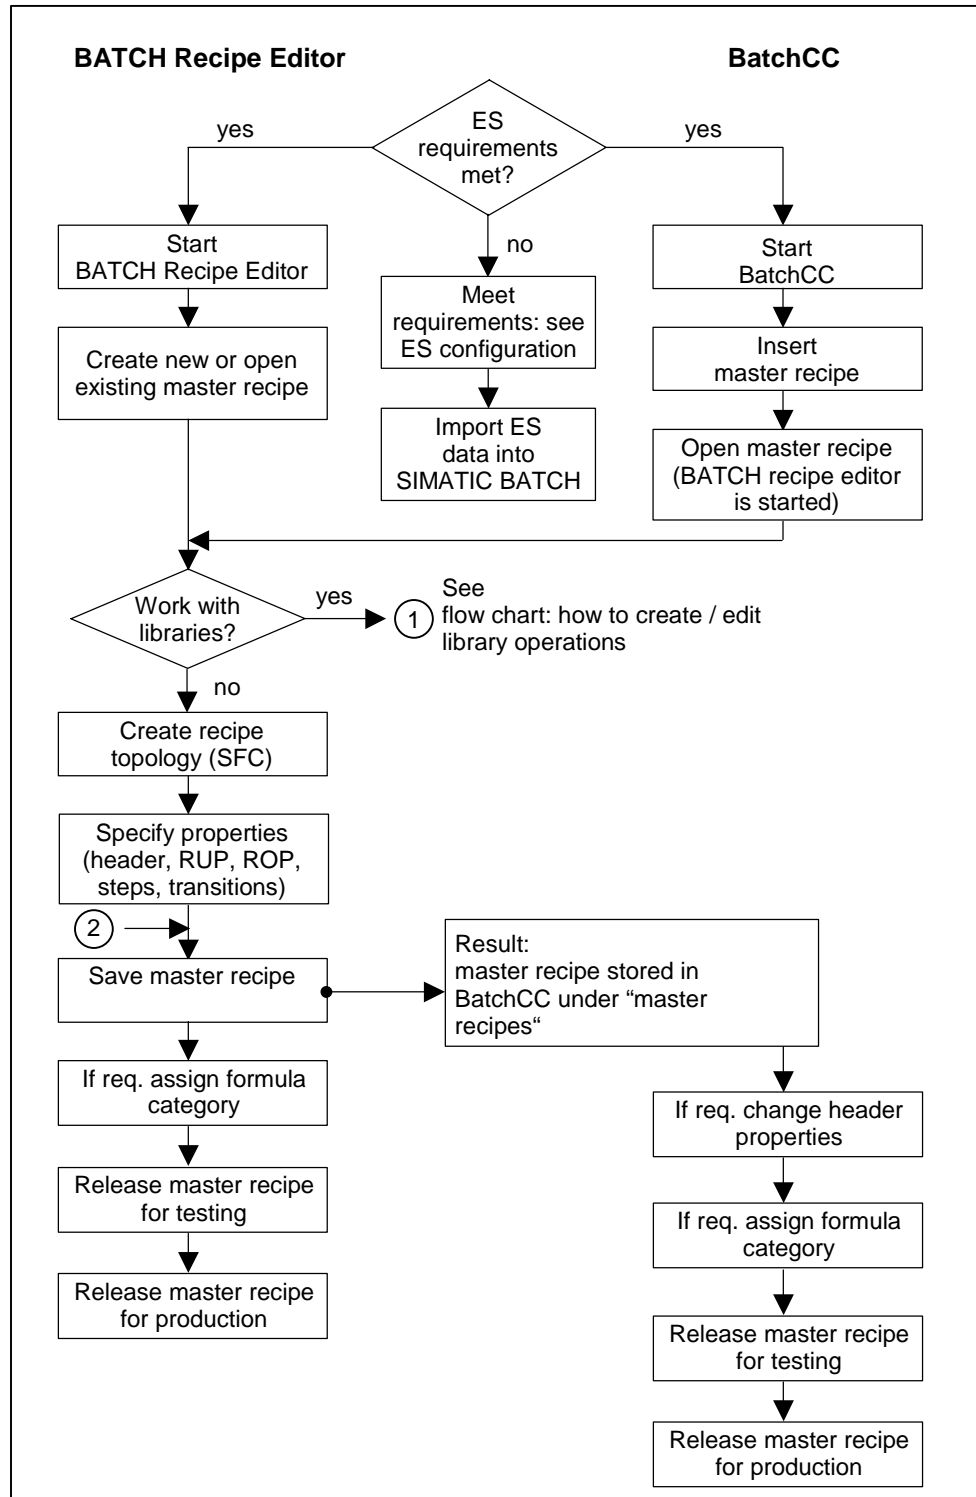 BATCH Recipe Editor
BatchCC
ES
requirements
met?
yes
yes
no
Start
BATCH Recipe Editor
Create new or open
existing master recipe
Meet
requirements: see
ES configuration
Import ES
data into
SIMATIC BATCH
Start
BatchCC
Insert
master recipe
Open master recipe
(BATCH recipe editor
is started)
Work with
libraries?
yes
1
See
flow chart: how to create / edit
library operations
no
Create recipe
topology (SFC)
Specify properties
(header, RUP, ROP,
steps, transitions)
2
Save master recipe
Result:
master recipe stored in
BatchCC under “master
recipes“
If req. assign formula
category
Release master recipe
for testing
Release master recipe
for production
If req. change header
properties
If req. assign formula
category
Release master recipe
for testing
Release master recipe
for production